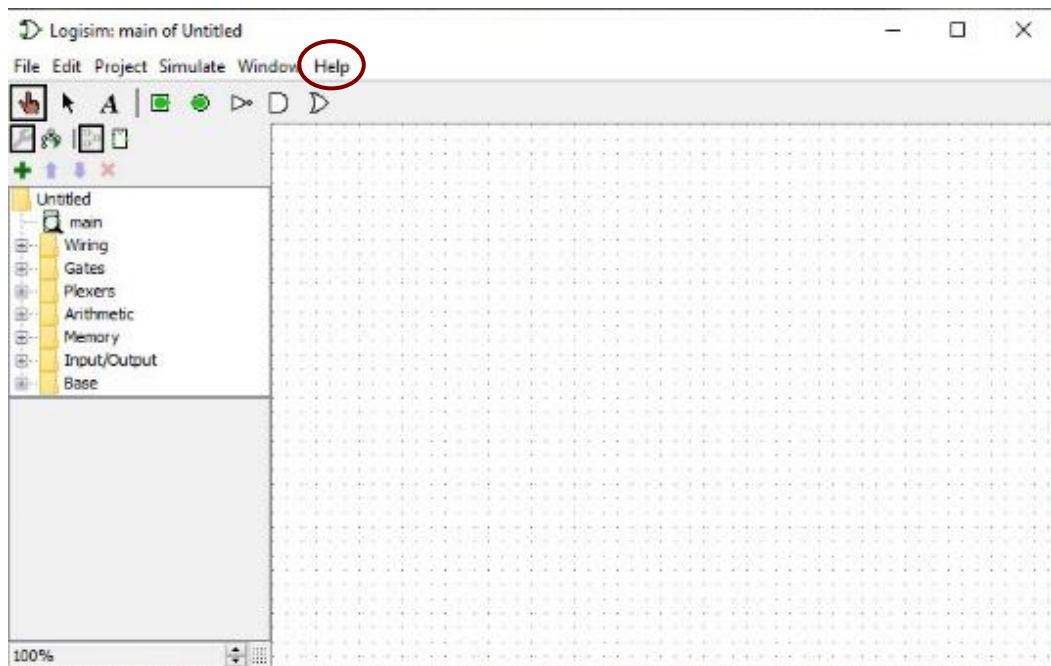 Logisim: main of Untitled
File Edit Project Simulate Window Help
A
Untitled
main
Wiring
Gates
Plexers
Arithmetic
Memory
Input/Output
Base
100%